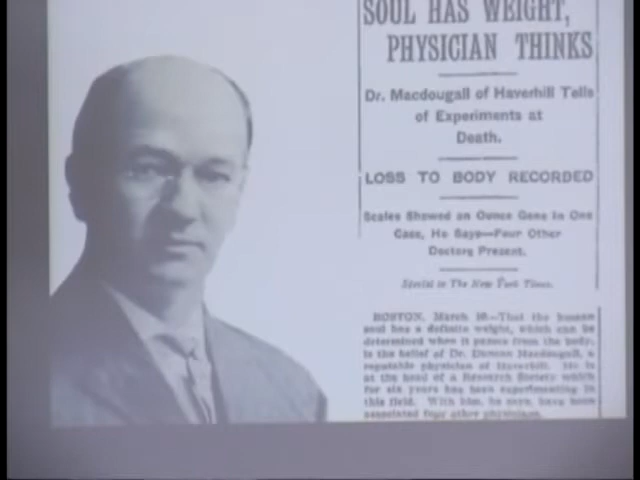 SOUL HAS WEIGHT,
PHYSICIAN THINKS
Dr. Macdougall of Haverhill Tells
of Experiments at
Death.
LOSS TO BODY RECORDED
Scales Showed an Ounce Gone in One
Case, He Says—Four Other
Doctors Present.
Special to The New York Times.
BOSTON, March 10.—That the human
soul has a definite weight, which can be
determined when it passes from the body,
is the belief of Dr. Duncan Macdougall, a
reputable physician of Haverhill. He is
at the head of a Research Society which
for six years has been experimenting in
this field. With him, he says, have been
associated four other physicians.